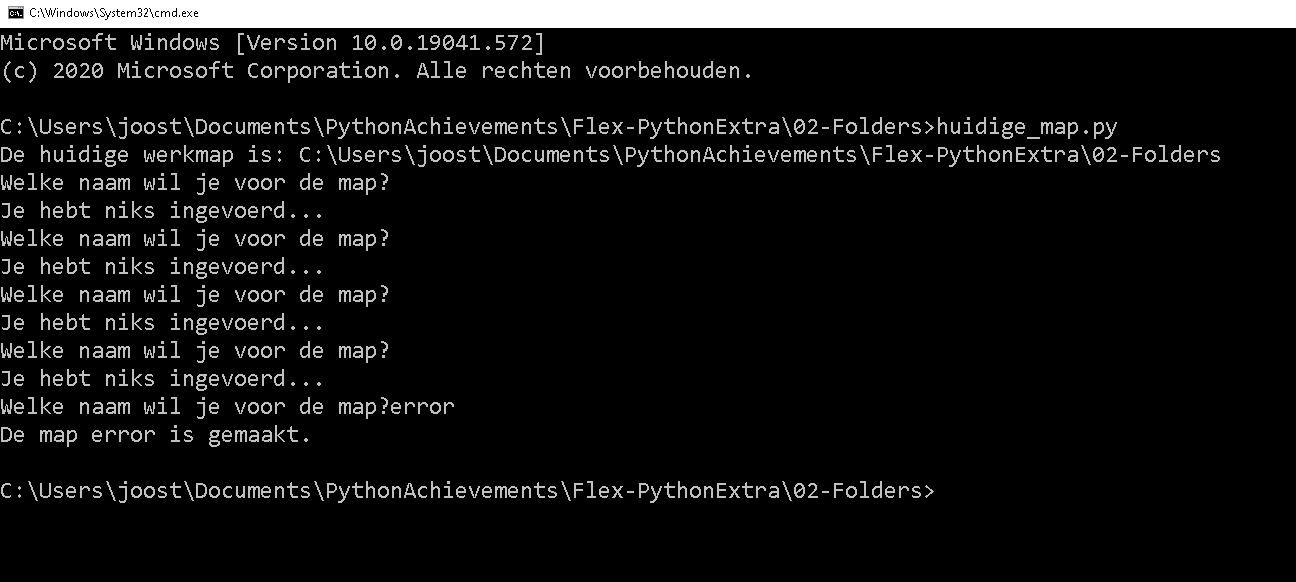 C:\Windows\System32\cmd.exe
Microsoft Windows [Version 10.0.19041.572]
(c) 2020 Microsoft Corporation. Alle rechten voorbehouden.
C:\Users\joost\Documents\PythonAchievements\Flex-PythonExtra\02-Folders>huidige_map.py
De huidige werkmap is: C:\Users\joost\Documents\PythonAchievements\Flex-PythonExtra\02-Folders
Welke naam wil je voor de map?
Je hebt niks ingevoerd...
Welke naam wil je voor de map?
Je hebt niks ingevoerd...
Welke naam wil je voor de map?
Je hebt niks ingevoerd...
Welke naam wil je voor de map?
Je hebt niks ingevoerd...
Welke naam wil je voor de map?error
De map error is gemaakt.
C:\Users\joost\Documents\PythonAchievements\Flex-PythonExtra\02-Folders>